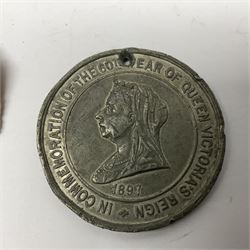 IN COMMEMORATION OF THE 60TH YEAR OF QUEEN VICTORIA'S REIGN
1897